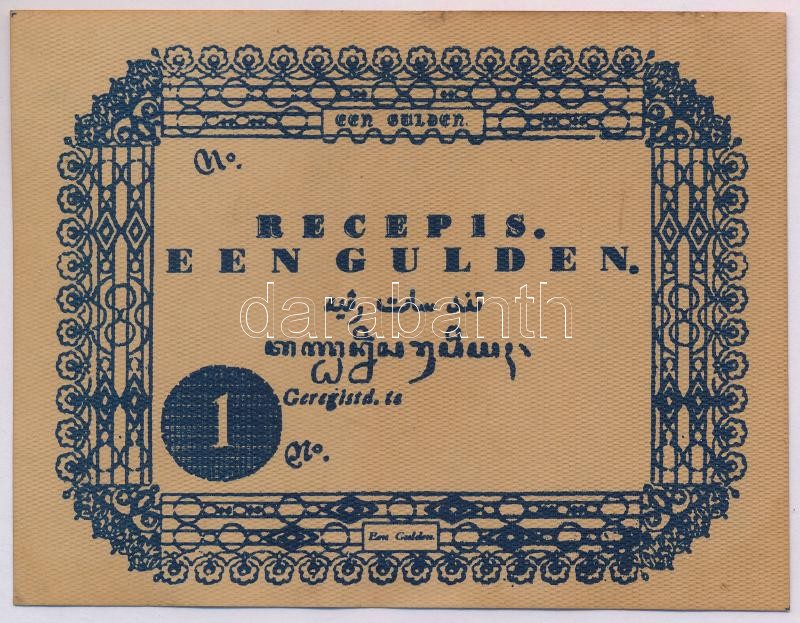 EEN GULDEN.
No.
RECEPIS.
EEN GULDEN.
darabanth
1
Geregistd. te
No.
Een Gulden.